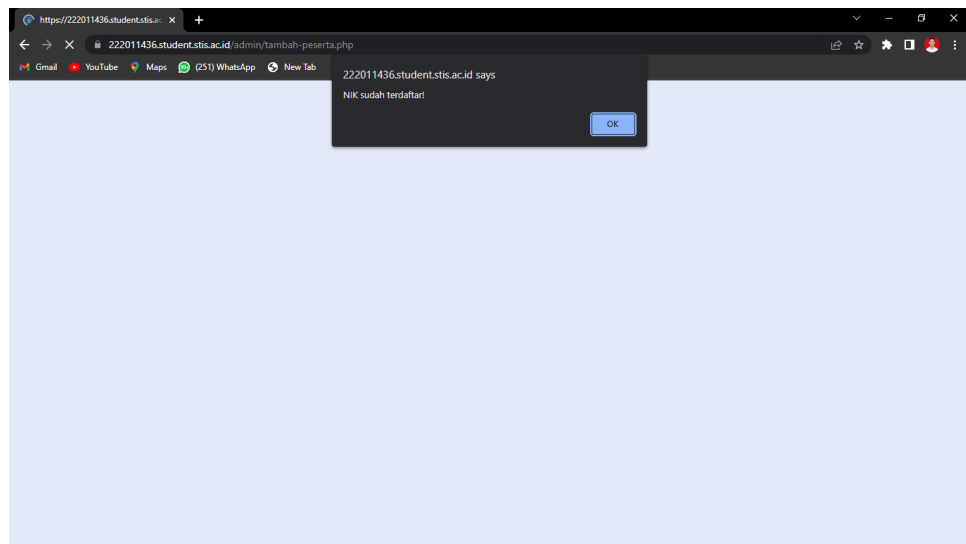 https://222011436.student.stis.ac
222011436.student.stis.ac.id/admin/tambah-peserta.php
Gmail YouTube Maps (251) WhatsApp New Tab
222011436.student.stis.ac.id says
NIK sudah terdaftar!
OK